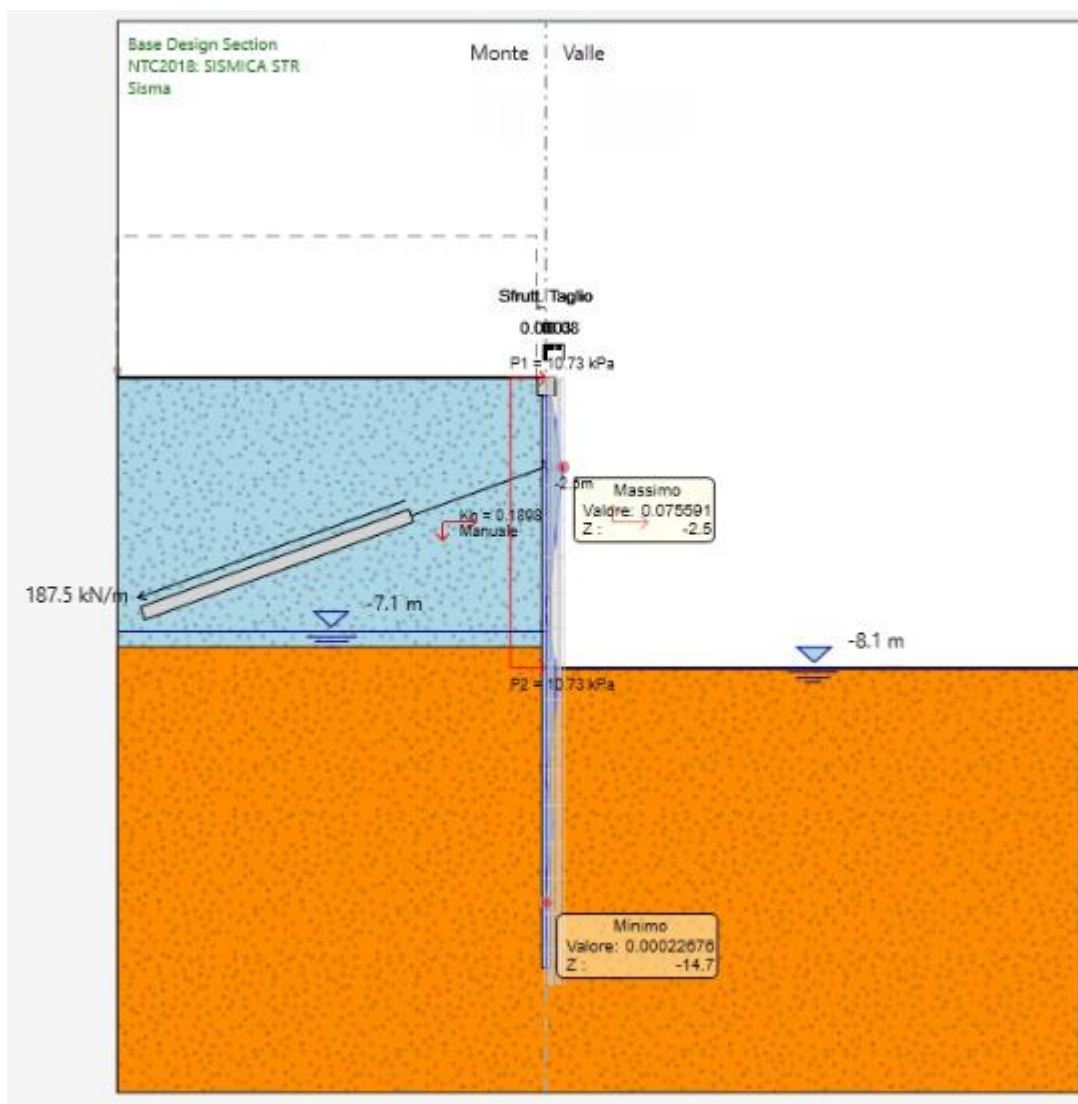 Base Design Section
NTC2018: SISMICA STR
Sisma
Monte
Valle
Sfrutt. Taglio
P1 = 10.73 kPa
-2.5m
Massimo
Valore: 0.075591
Z : -2.5
= 0.1898
Manuale
187.5 kN/m
-7.1 m
-8.1 m
P2 = 10.73 kPa
Minimo
Valore: 0.00022676
Z : -14.7